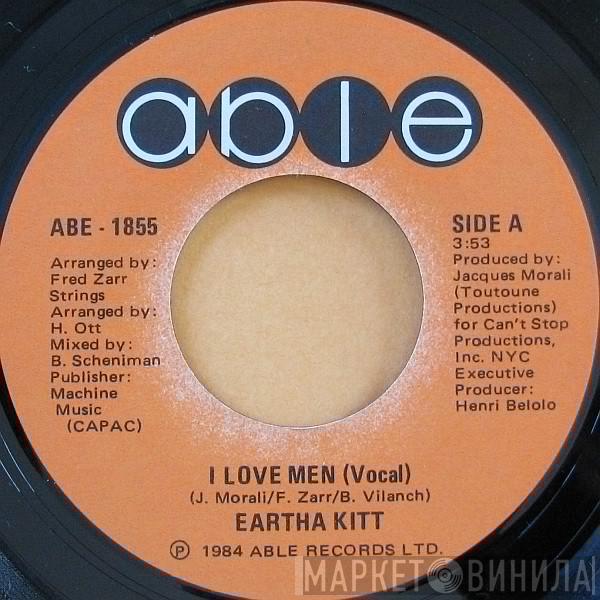 able
ABE - 1855
Arranged by:
Fred Zarr
Strings
Arranged by:
H. Ott
Mixed by:
B. Scheniman
Publisher:
Machine
Music
(CAPAC)
SIDE A
3:53
Produced by:
Jacques Morali
(Toutoune
Productions)
for Can't Stop
Productions,
Inc. NYC
Executive
Producer:
Henri Belolo
I LOVE MEN (Vocal)
(J. Morali/F. Zarr/B. Vilanch)
EARTHA KITT
℗ 1984 ABLE RECORDS LTD.
МАРКЕТ ВИНИЛА